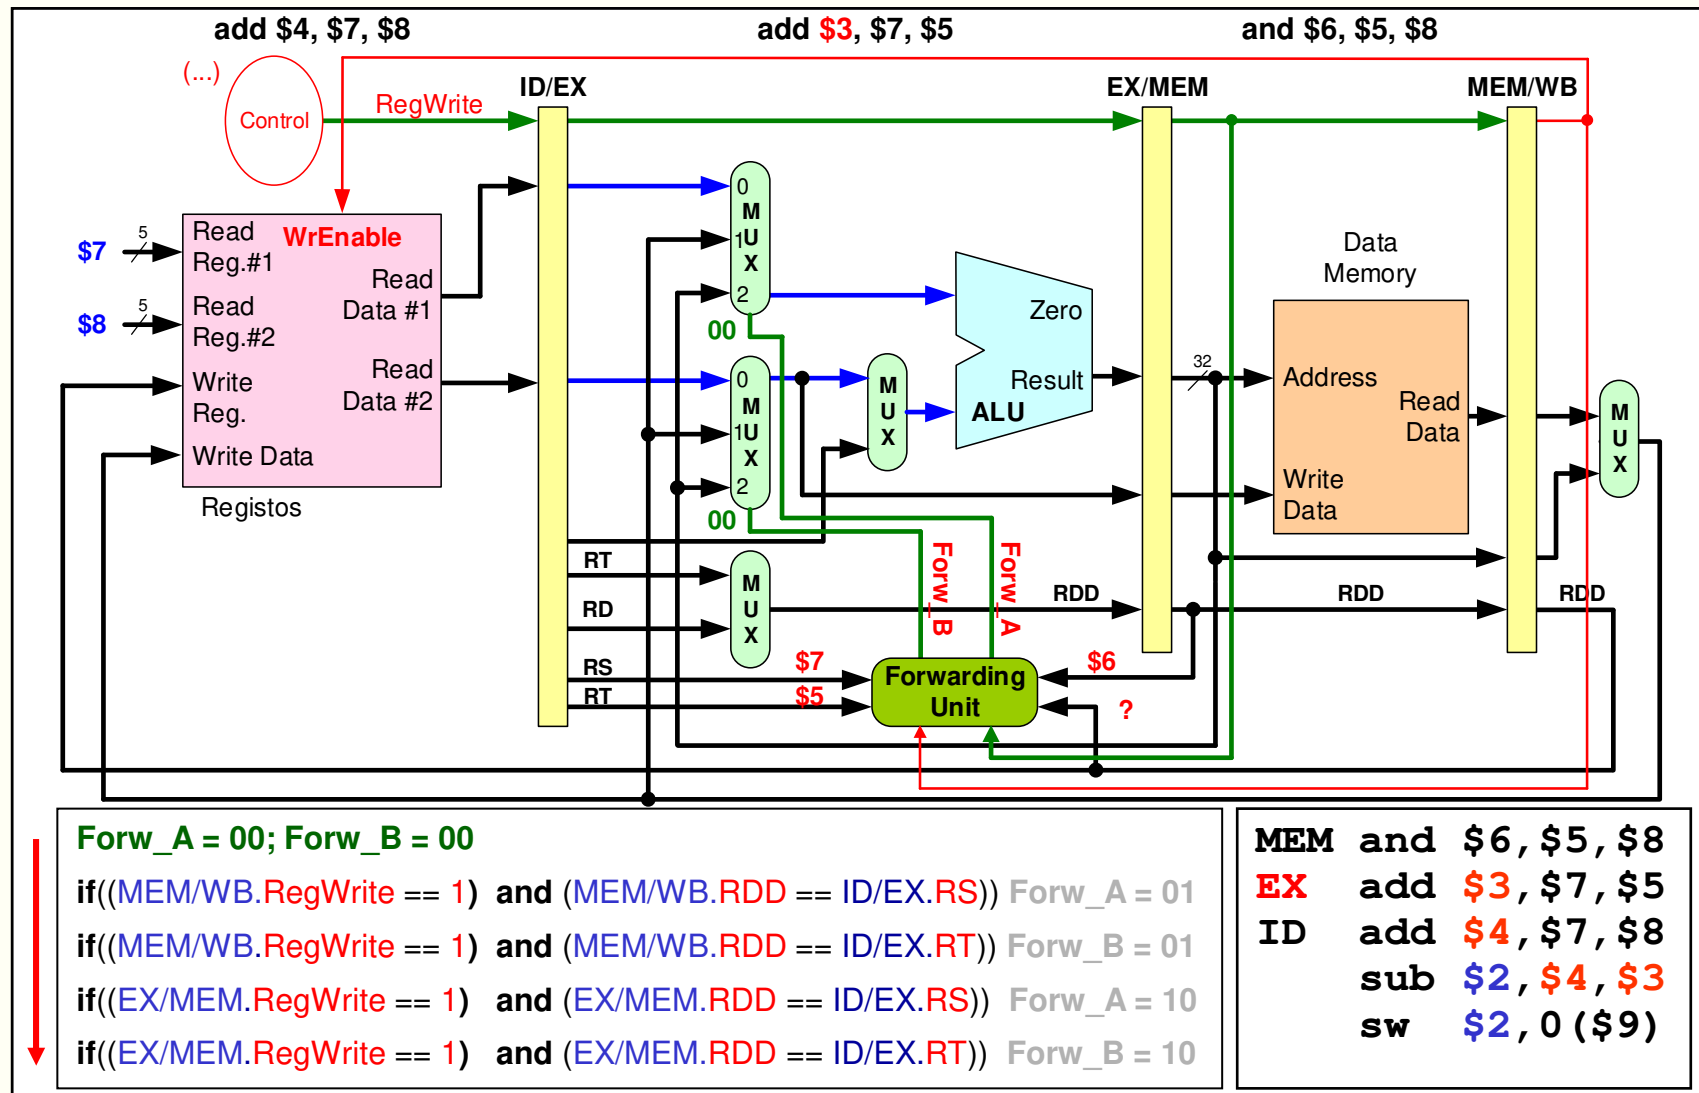 add $4, $7, $8
add $3, $7, $5
and $6, $5, $8
(...)
Control
RegWrite
ID/EX
EX/MEM
MEM/WB
$7
5
Read
Reg.#1
WrEnable
Read
Data #1
$8
5
Read
Reg.#2
Write
Reg.
Read
Data #2
Write Data
Registos
0
M
1U
X
2
00
0
M
1U
X
2
00
M
U
X
Zero
Result
ALU
32
Data
Memory
Address
Read
Data
Write
Data
M
U
X
RT
RD
M
U
X
Forw_B
Forw_A
RDD
RDD
RDD
RS
$7
RT
$5
Forwarding
Unit
$6
?
Forw_A = 00; Forw_B = 00
if((MEM/WB.RegWrite == 1) and (MEM/WB.RDD == ID/EX.RS)) Forw_A = 01
if((MEM/WB.RegWrite == 1) and (MEM/WB.RDD == ID/EX.RT)) Forw_B = 01
if((EX/MEM.RegWrite == 1) and (EX/MEM.RDD == ID/EX.RS)) Forw_A = 10
if((EX/MEM.RegWrite == 1) and (EX/MEM.RDD == ID/EX.RT)) Forw_B = 10
MEM and $6,$5,$8
EX add $3,$7,$5
ID add $4,$7,$8
sub $2,$4,$3
sw $2,0($9)